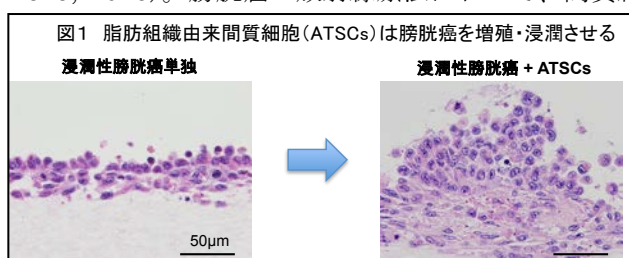 図1 脂肪組織由来間質細胞(ATSCs)は膀胱癌を増殖・浸潤させる
浸潤性膀胱癌単独
浸潤性膀胱癌 + ATSCs
50μm